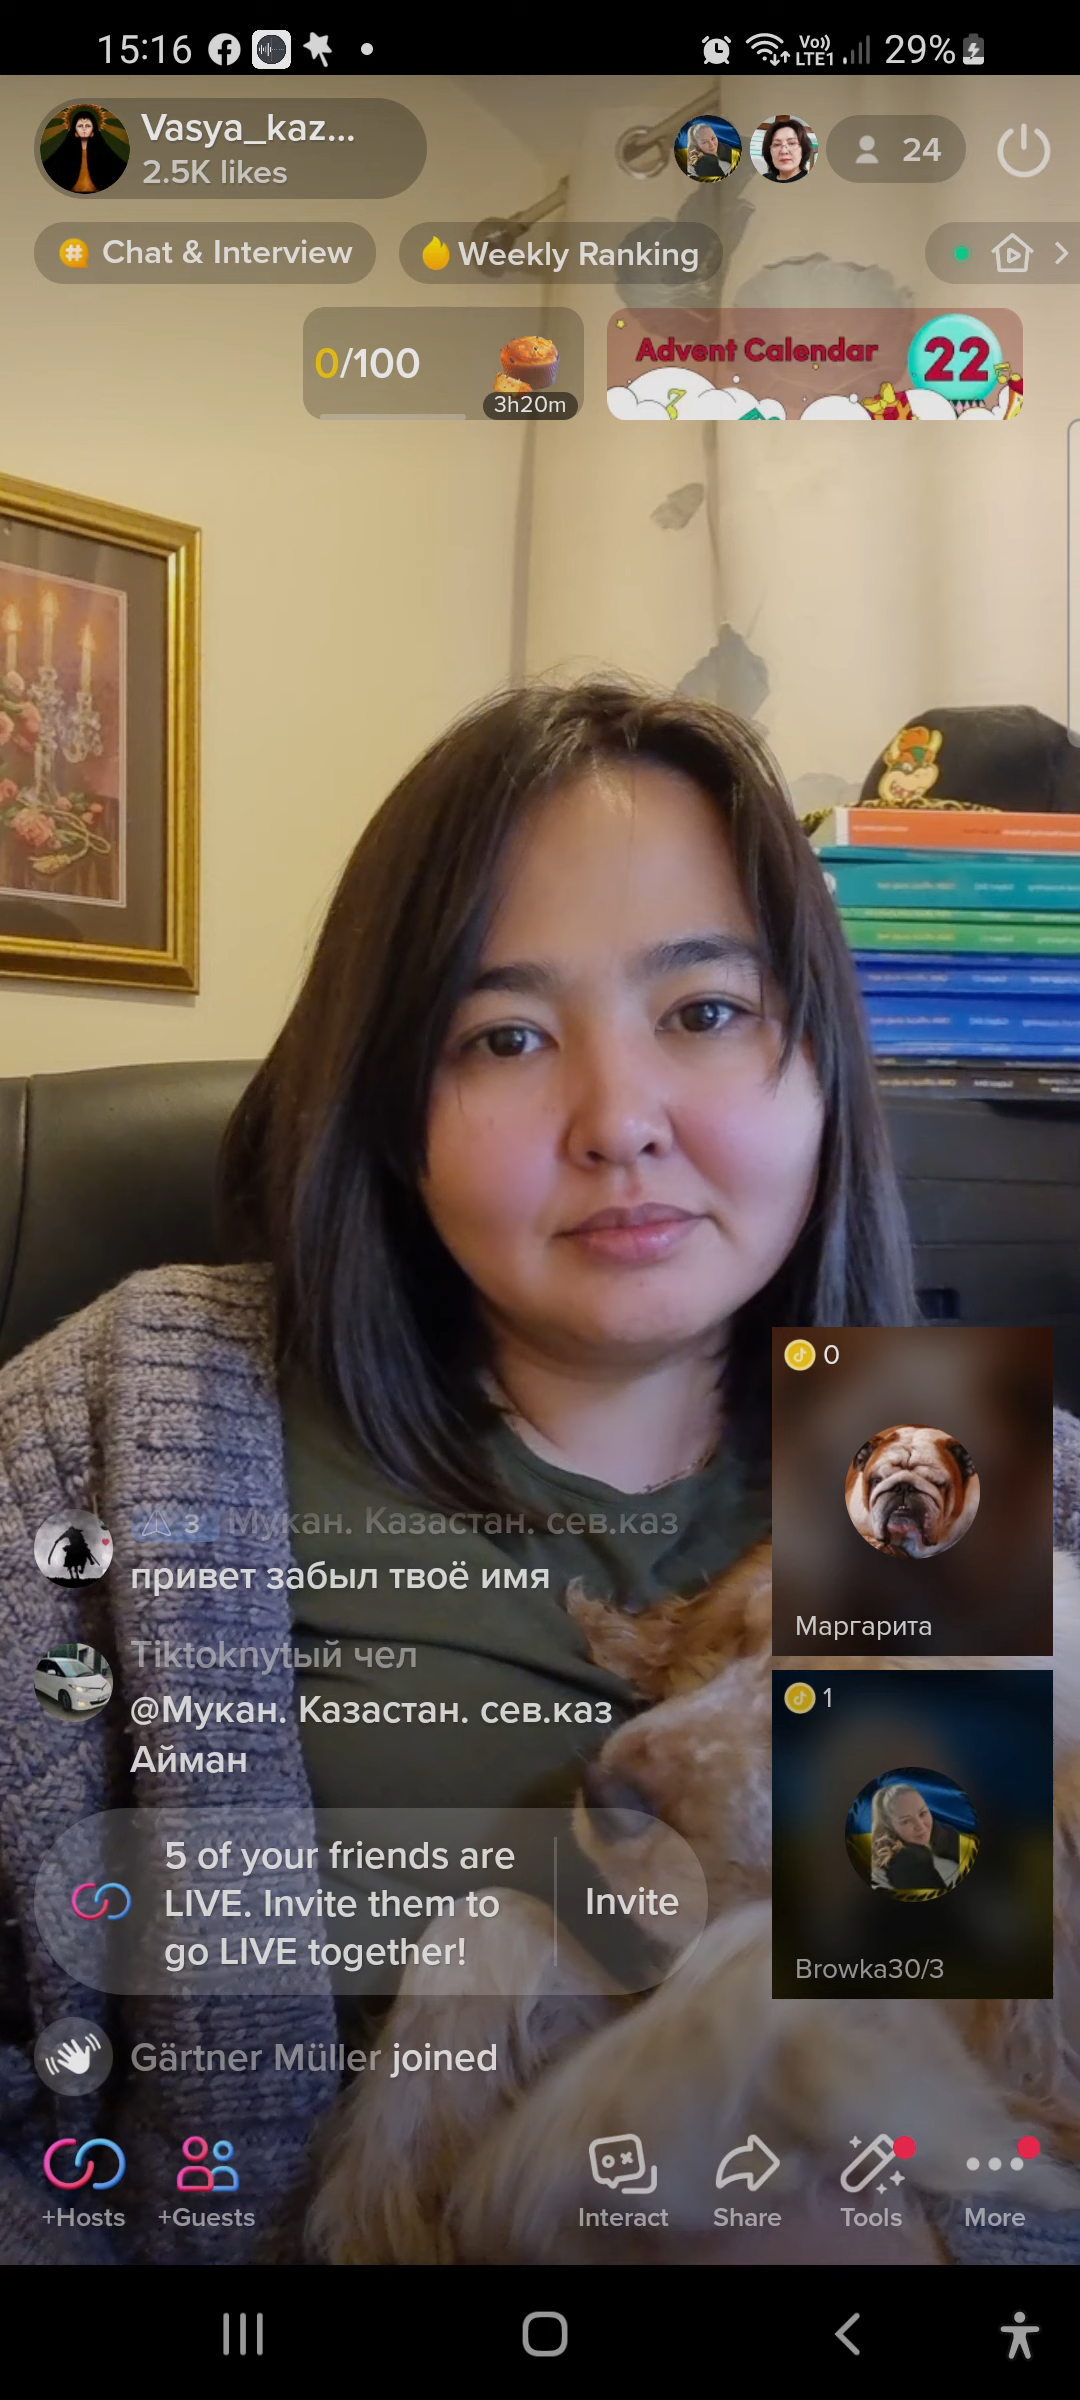 15:16
Vo))
LTE1
29%
Vasya_kaz...
2.5K likes
24
Chat & Interview
Weekly Ranking
0/100
3h20m
Advent Calendar
22
0
3 Мукан. Казастан. сев.каз
привет забыл твоё имя
Маргарита
Tiktoknутый чел
@Мукан. Казастан. сев.каз
Айман
1
5 of your friends are
LIVE. Invite them to
go LIVE together!
Invite
Browka30/3
Gärtner Müller joined
+Hosts
+Guests
Interact
Share
Tools
More